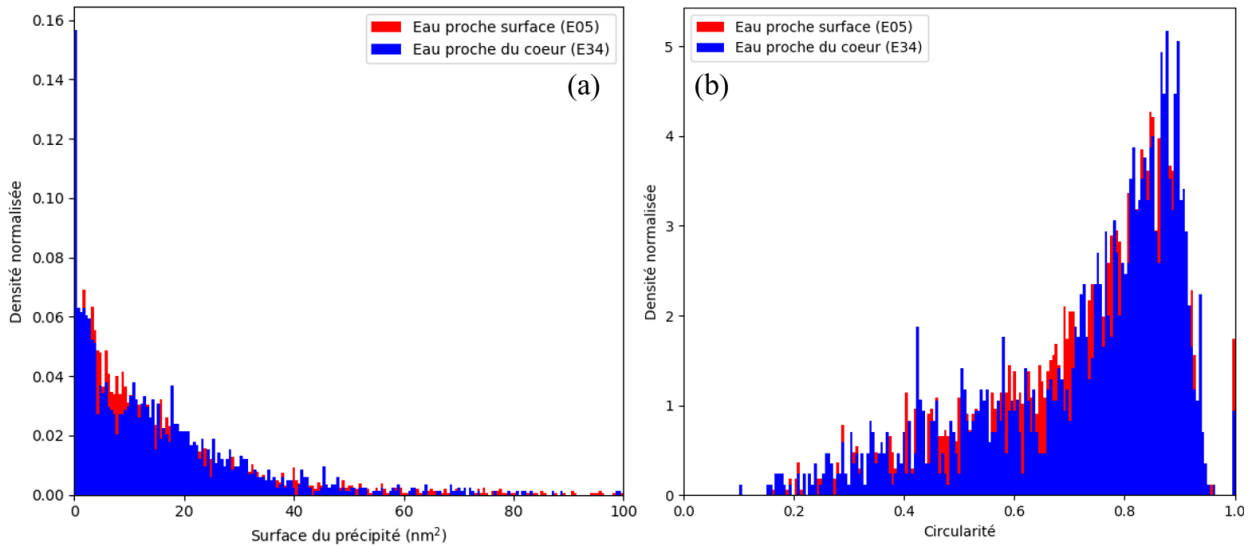 0.16
0.14
0.12
0.10
0.08
0.06
0.04
0.02
0.00
Densité normalisée
Eau proche surface (E05)
Eau proche du coeur (E34)
(a)
0
20
40
60
80
100
Surface du précipité (nm²)
5
4
3
2
1
0
Densité normalisée
Eau proche surface (E05)
Eau proche du coeur (E34)
(b)
0.0
0.2
0.4
0.6
0.8
1.0
Circularité